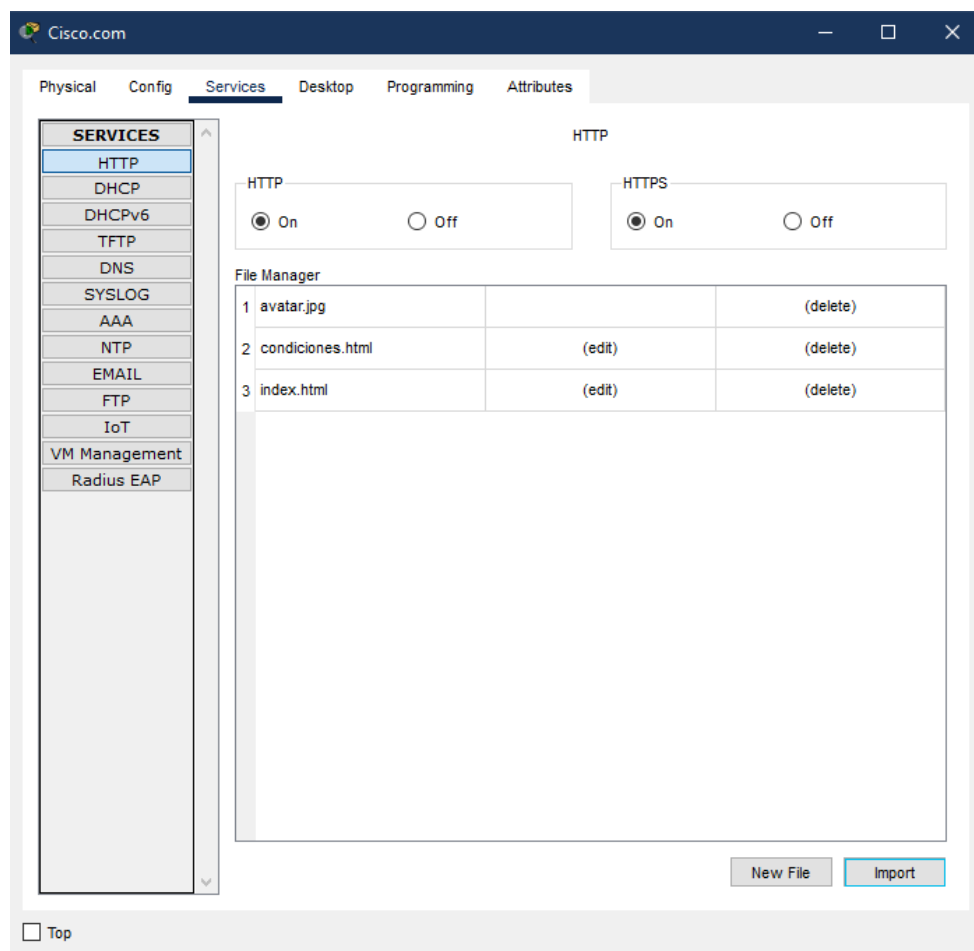 Cisco.com
Physical Config Services Desktop Programming Attributes
SERVICES
HTTP
DHCP
DHCPv6
TFTP
DNS
SYSLOG
AAA
NTP
EMAIL
FTP
IoT
VM Management
Radius EAP
HTTP
HTTP
On Off
HTTPS
On Off
File Manager
1 avatar.jpg (delete)
2 condiciones.html (edit) (delete)
3 index.html (edit) (delete)
New File Import
Top